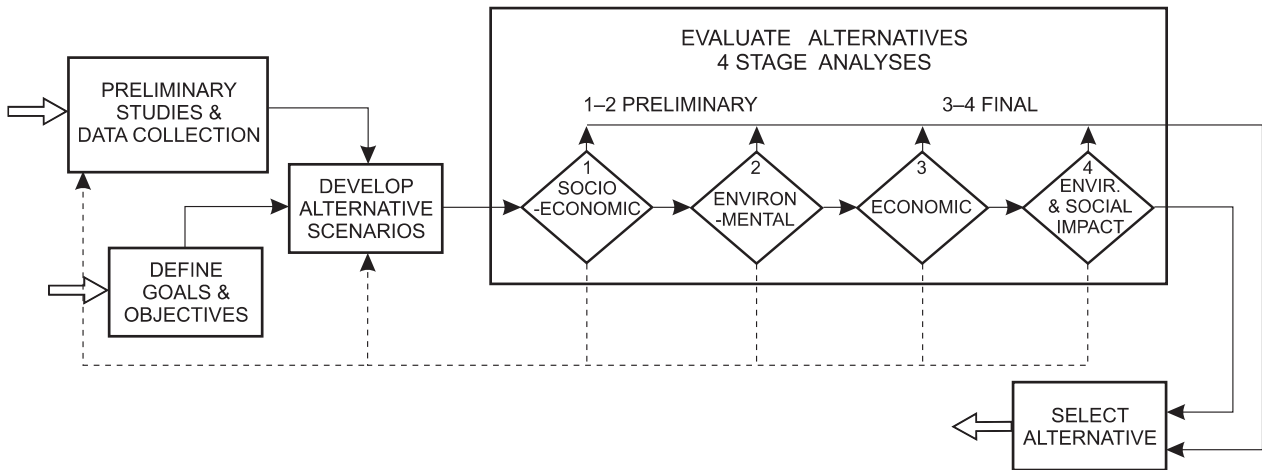 PRELIMINARY
STUDIES &
DATA COLLECTION
DEFINE
GOALS &
OBJECTIVES
DEVELOP
ALTERNATIVE
SCENARIOS
EVALUATE ALTERNATIVES
4 STAGE ANALYSES
1–2 PRELIMINARY
3–4 FINAL
1
SOCIO
-ECONOMIC
2
ENVIRON
-MENTAL
3
ECONOMIC
4
ENVIR.
& SOCIAL
IMPACT
SELECT
ALTERNATIVE